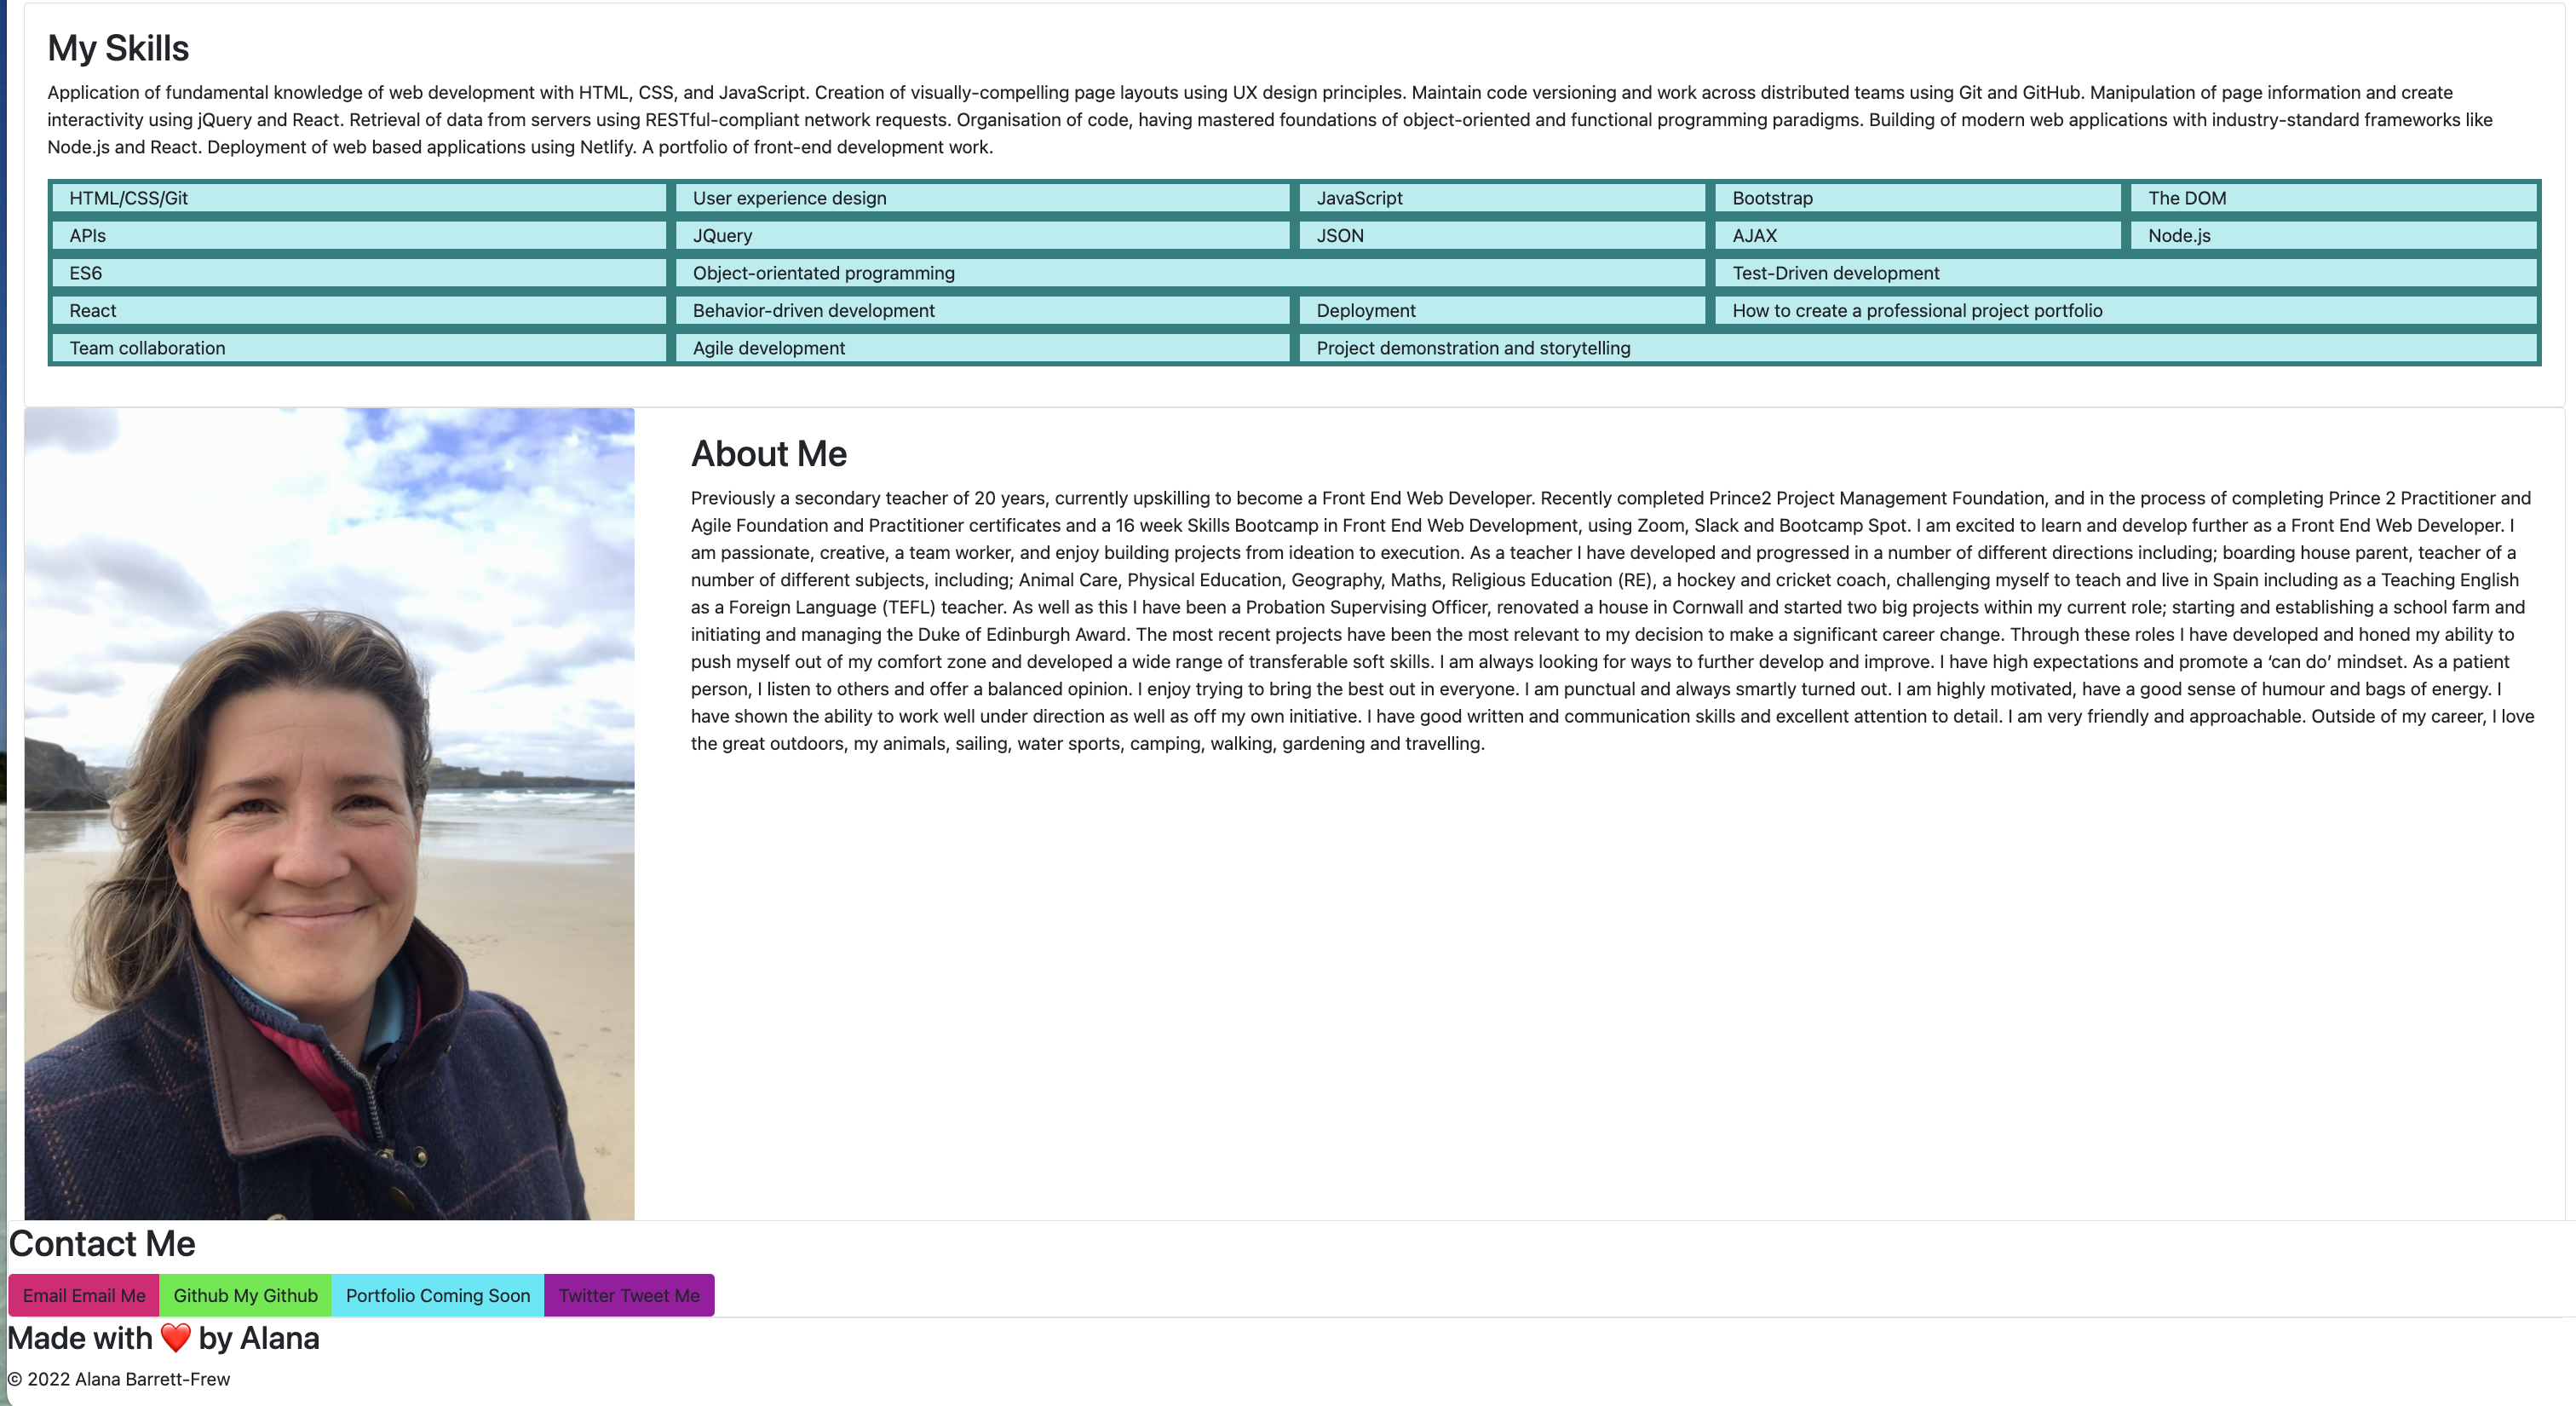 My Skills
Application of fundamental knowledge of web development with HTML, CSS, and JavaScript. Creation of visually-compelling page layouts using UX design principles. Maintain code versioning and work across distributed teams using Git and GitHub. Manipulation of page information and create
interactivity using jQuery and React. Retrieval of data from servers using RESTful-compliant network requests. Organisation of code, having mastered foundations of object-oriented and functional programming paradigms. Building of modern web applications with industry-standard frameworks like
Node.js and React. Deployment of web based applications using Netlify. A portfolio of front-end development work.
HTML/CSS/Git User experience design JavaScript Bootstrap The DOM
APIs JQuery JSON AJAX Node.js
ES6 Object-orientated programming Test-Driven development
React Behavior-driven development Deployment How to create a professional project portfolio
Team collaboration Agile development Project demonstration and storytelling
About Me
Previously a secondary teacher of 20 years, currently upskilling to become a Front End Web Developer. Recently completed Prince2 Project Management Foundation, and in the process of completing Prince 2 Practitioner and
Agile Foundation and Practitioner certificates and a 16 week Skills Bootcamp in Front End Web Development, using Zoom, Slack and Bootcamp Spot. I am excited to learn and develop further as a Front End Web Developer. I
am passionate, creative, a team worker, and enjoy building projects from ideation to execution. As a teacher I have developed and progressed in a number of different directions including; boarding house parent, teacher of a
number of different subjects, including; Animal Care, Physical Education, Geography, Maths, Religious Education (RE), a hockey and cricket coach, challenging myself to teach and live in Spain including as a Teaching English
as a Foreign Language (TEFL) teacher. As well as this I have been a Probation Supervising Officer, renovated a house in Cornwall and started two big projects within my current role; starting and establishing a school farm and
initiating and managing the Duke of Edinburgh Award. The most recent projects have been the most relevant to my decision to make a significant career change. Through these roles I have developed and honed my ability to
push myself out of my comfort zone and developed a wide range of transferable soft skills. I am always looking for ways to further develop and improve. I have high expectations and promote a ‘can do’ mindset. As a patient
person, I listen to others and offer a balanced opinion. I enjoy trying to bring the best out in everyone. I am punctual and always smartly turned out. I am highly motivated, have a good sense of humour and bags of energy. I
have shown the ability to work well under direction as well as off my own initiative. I have good written and communication skills and excellent attention to detail. I am very friendly and approachable. Outside of my career, I love
the great outdoors, my animals, sailing, water sports, camping, walking, gardening and travelling.
Contact Me
Email Email Me Github My Github Portfolio Coming Soon Twitter Tweet Me
Made with ❤️ by Alana
© 2022 Alana Barrett-Frew